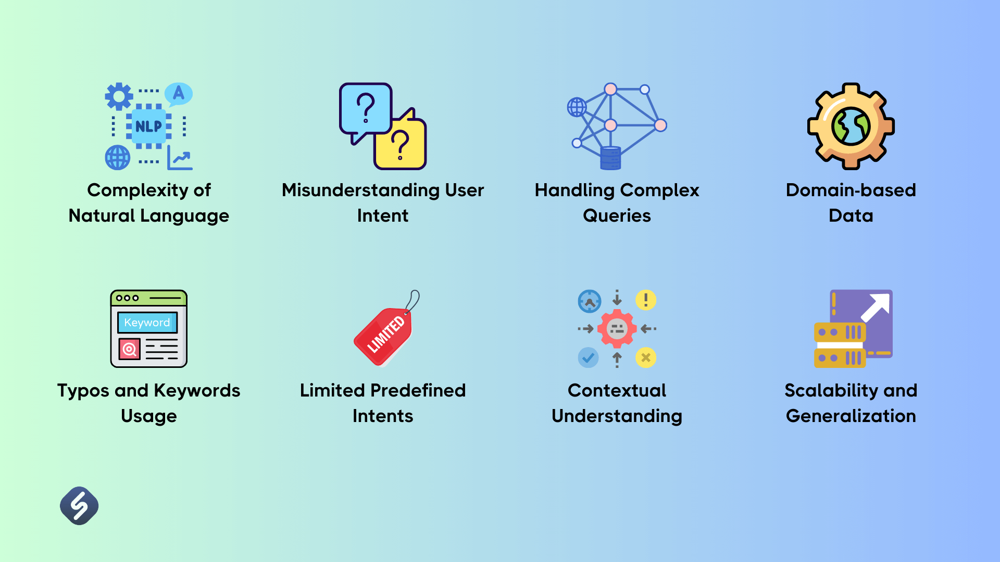 A
NLP
?
?
Complexity of
Natural Language
Misunderstanding User
Intent
Handling Complex
Queries
Domain-based
Data
Keyword
LIMITED
!
Typos and Keywords
Usage
Limited Predefined
Intents
Contextual
Understanding
Scalability and
Generalization